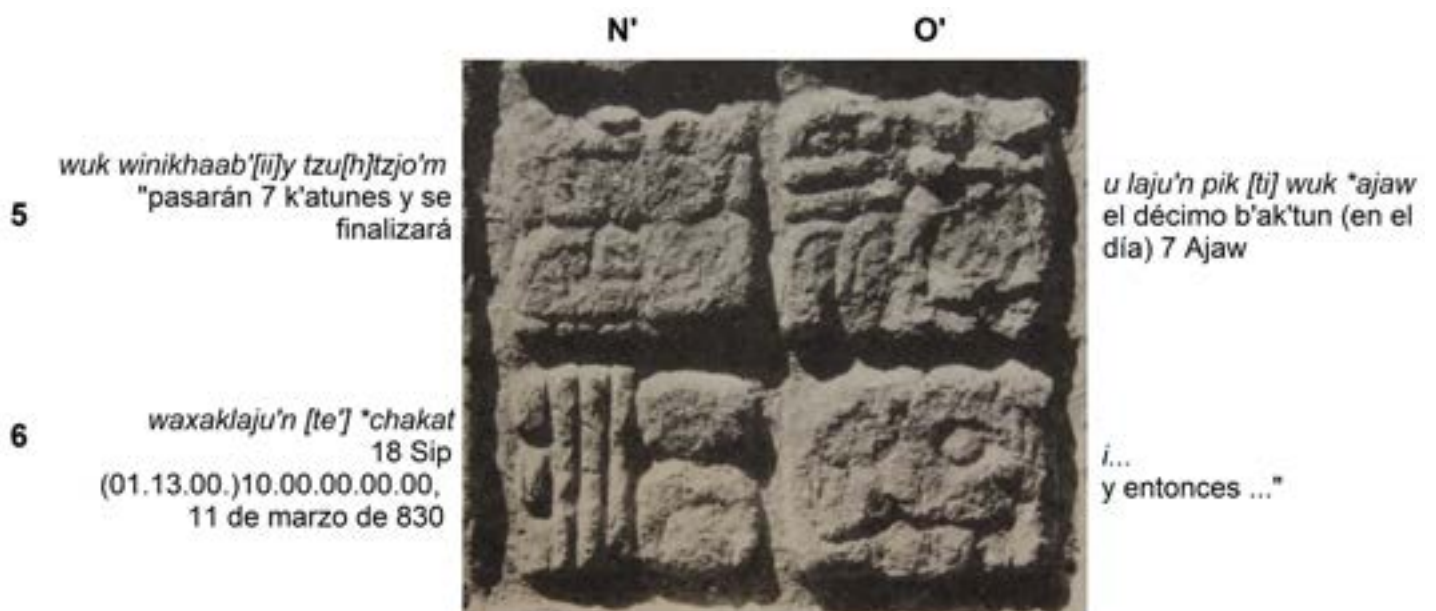 N' O'
5
wuk winikhaab'[ii]y tzu[h]tzjo'm
"pasarán 7 k'atunes y se
finalizará
u laju'n pik [ti] wuk *ajaw
el décimo b'ak'tun (en el
día) 7 Ajaw
6
waxaklaju'n [te'] *chakat
18 Sip
(01.13.00.)10.00.00.00.00,
11 de marzo de 830
i...
y entonces ..."